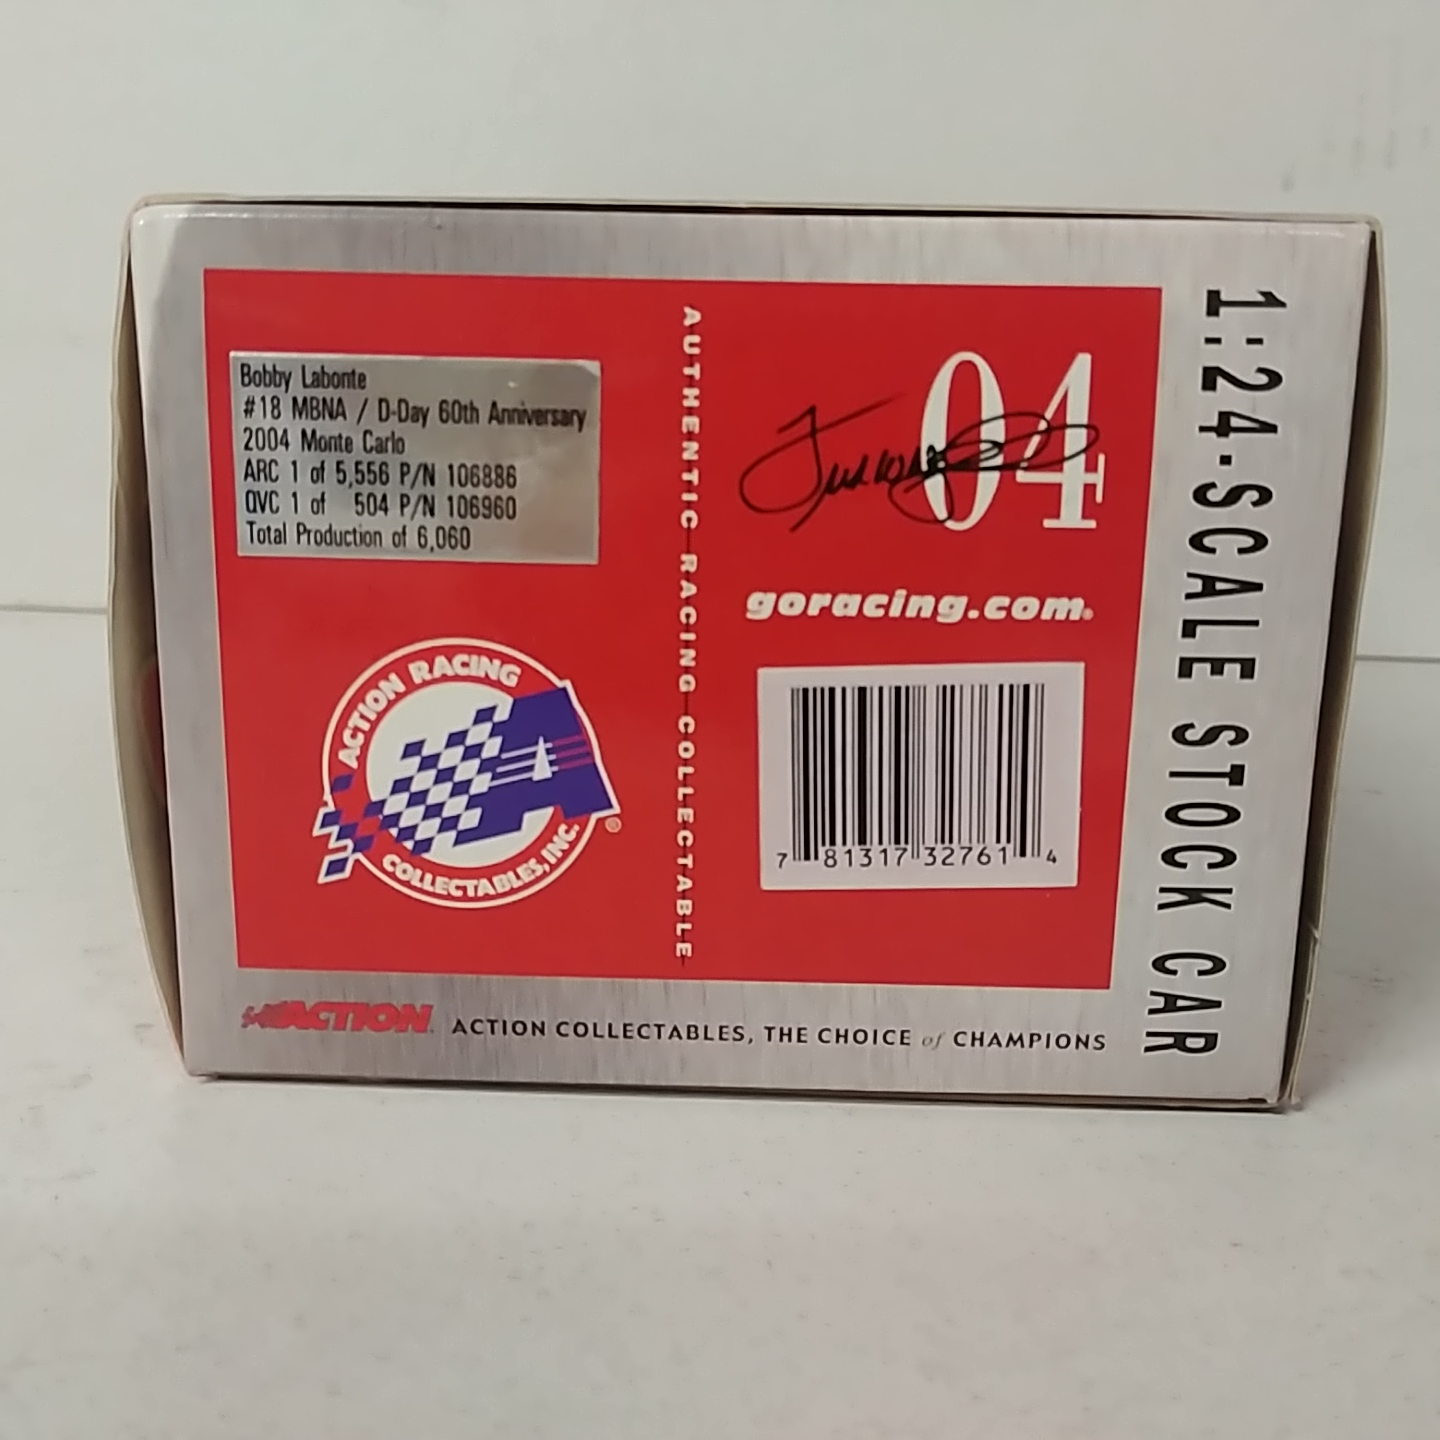 Bobby Labonte
#18 MBNA / D-Day 60th Anniversary
2004 Monte Carlo
ARC 1 of 5,556 P/N 106886
QVC 1 of 504 P/N 106960
Total Production of 6,060
ACTION RACING
COLLECTABLES, INC.
®
AUTHENTIC RACING COLLECTABLE
04
goracing.com®
7 81317 32761 4
1:24-SCALE STOCK CAR
ACTION
ACTION COLLECTABLES, THE CHOICE of CHAMPIONS